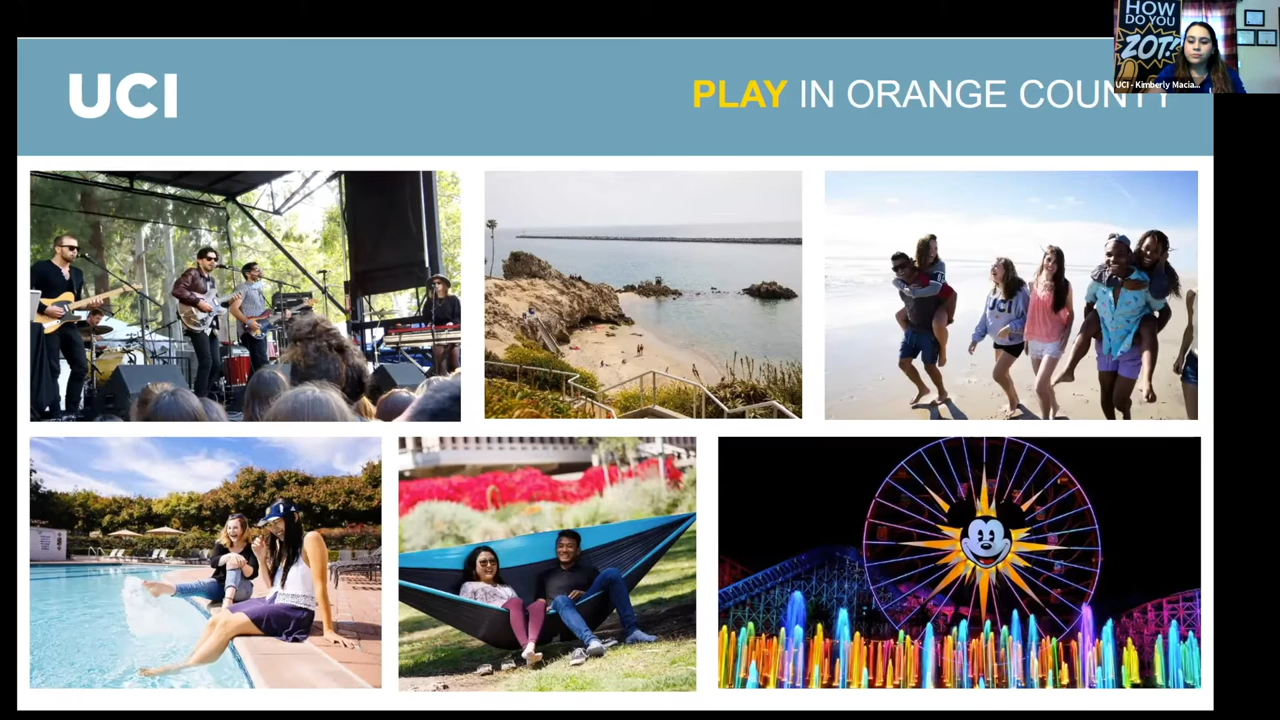 HOW
DO YOU
ZOT!
UCI - Kimberly Macia...
UCI
PLAY IN ORANGE COUNTY
UCI